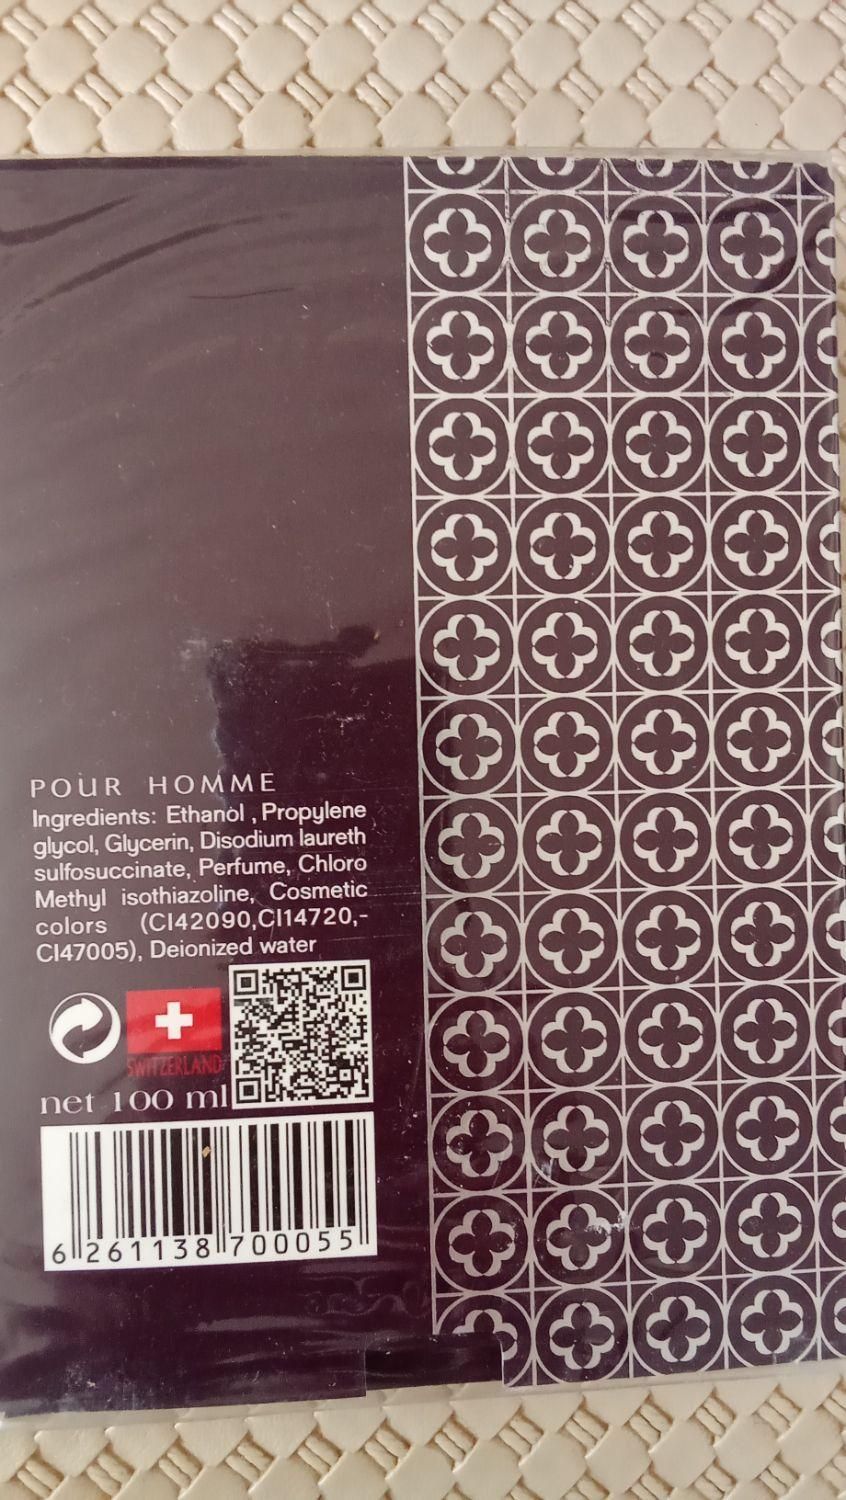 POUR HOMME
Ingredients: Ethanol , Propylene
glycol, Glycerin, Disodium laureth
sulfosuccinate, Perfume, Chloro
Methyl isothiazoline, Cosmetic
colors (CI42090,CI14720,-
CI47005), Deionized water
SWITZERLAND
net 100 ml
6 261138 700055